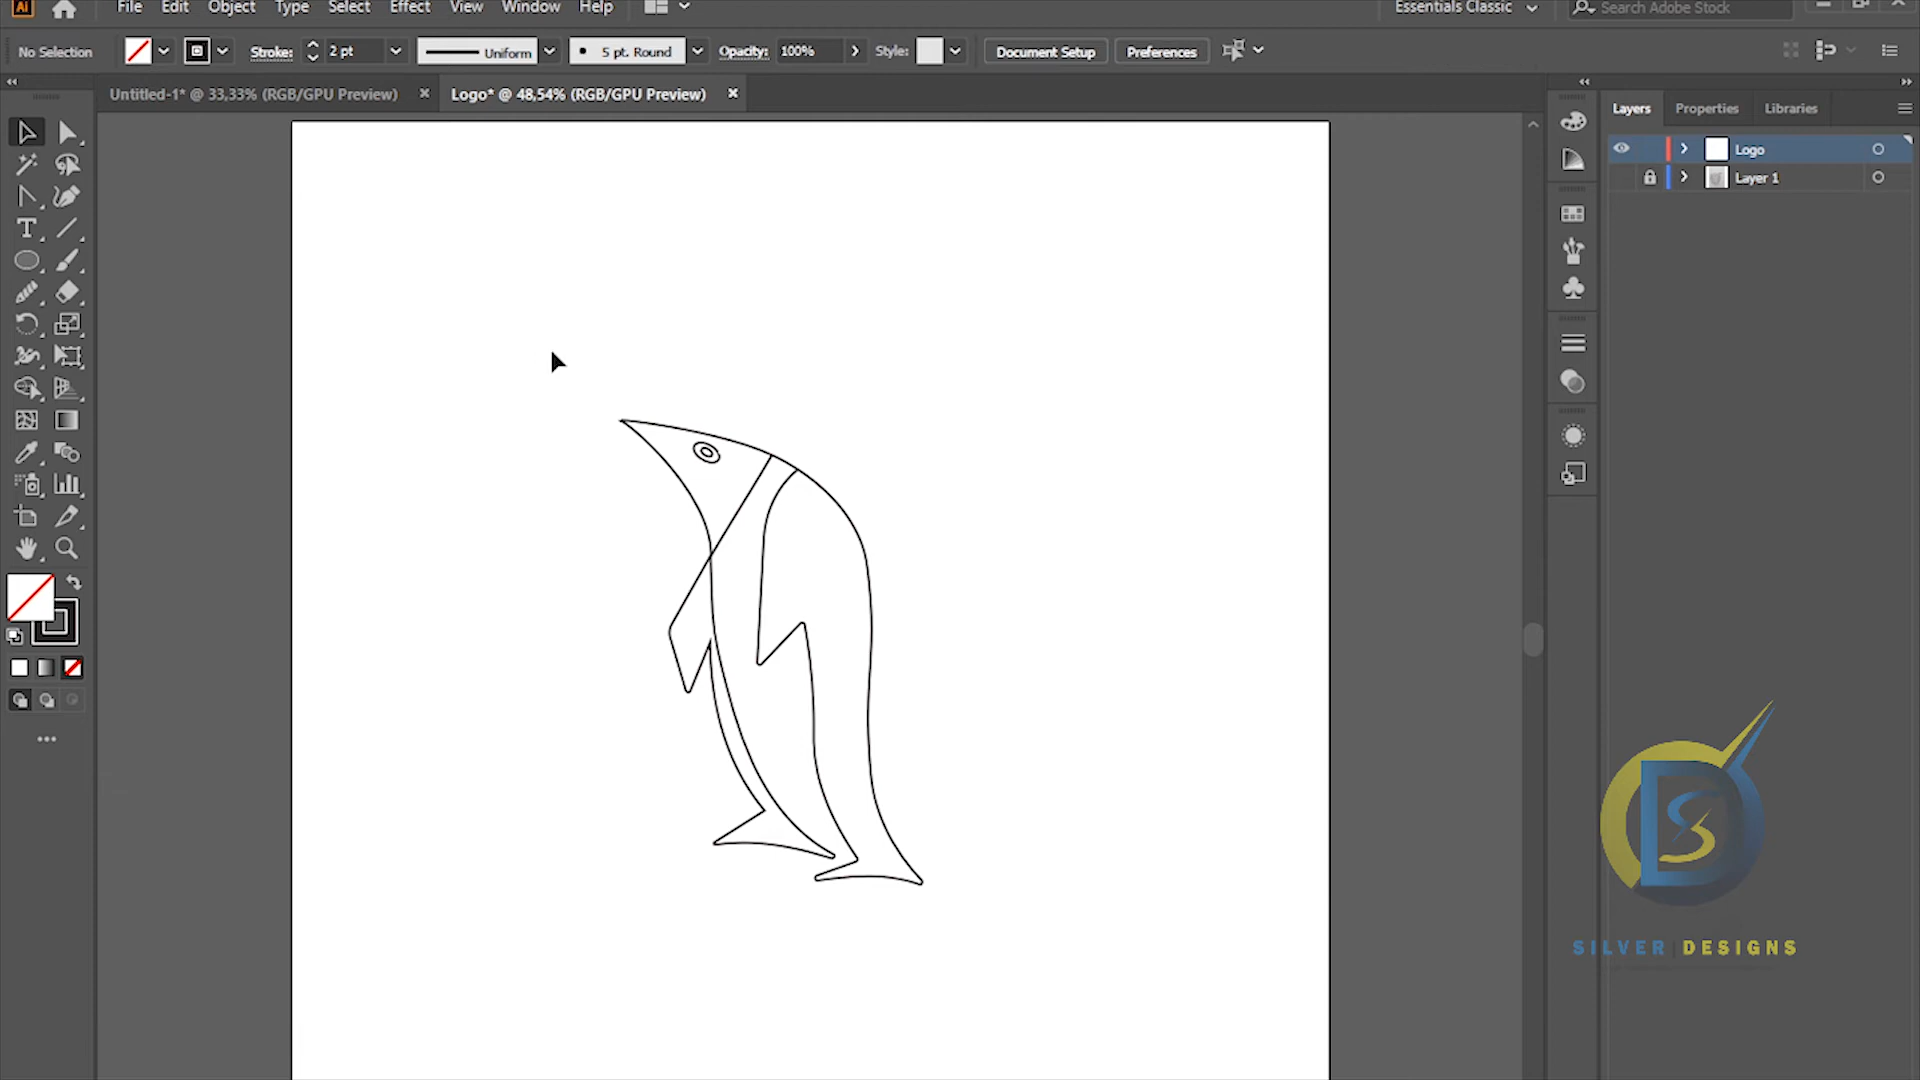 Ai File Edit Object Type Select Effect View Window Help Essentials Classic Search Adobe Stock
No Selection Stroke: 2 pt Uniform 5 pt. Round Opacity: 100% Style: Document Setup Preferences
Untitled-1* @ 33,33% (RGB/GPU Preview) Logo* @ 48,54% (RGB/GPU Preview)
Layers Properties Libraries
Logo
Layer 1
DS
SILVER DESIGNS